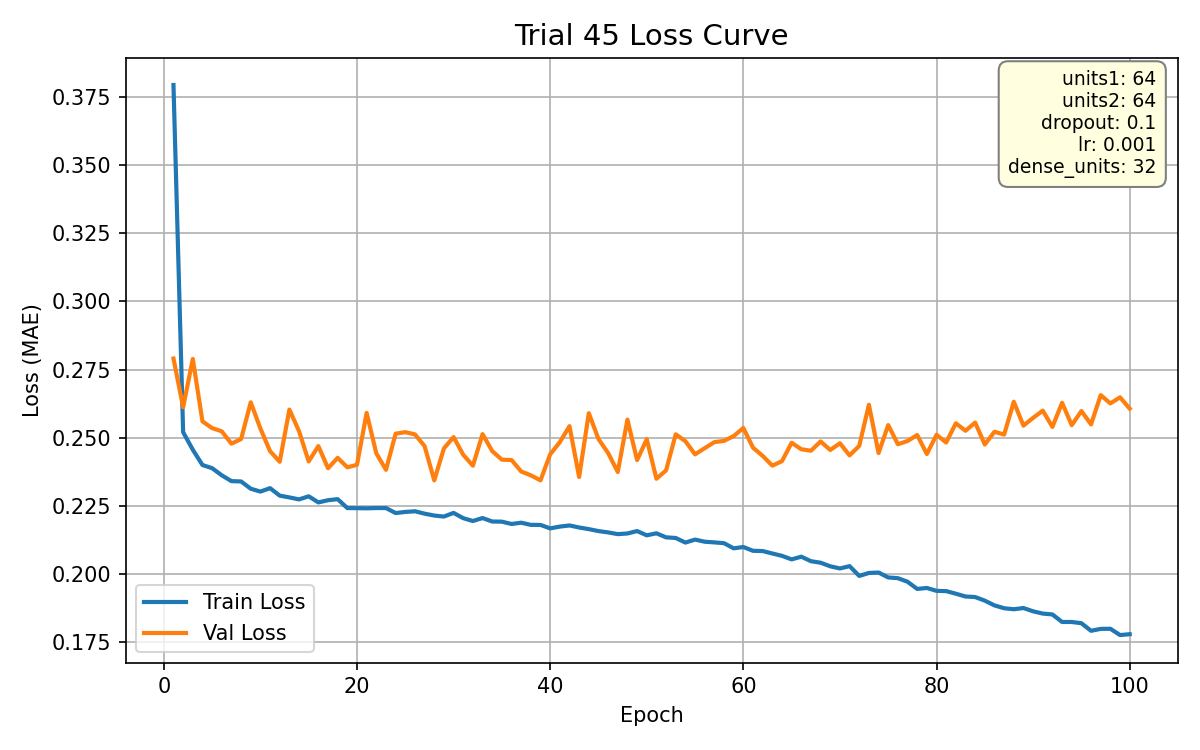 Trial 45 Loss Curve
units1: 64
units2: 64
dropout: 0.1
lr: 0.001
dense_units: 32
Loss (MAE)
0.375
0.350
0.325
0.300
0.275
0.250
0.225
0.200
0.175
Train Loss
Val Loss
0 20 40 60 80 100
Epoch